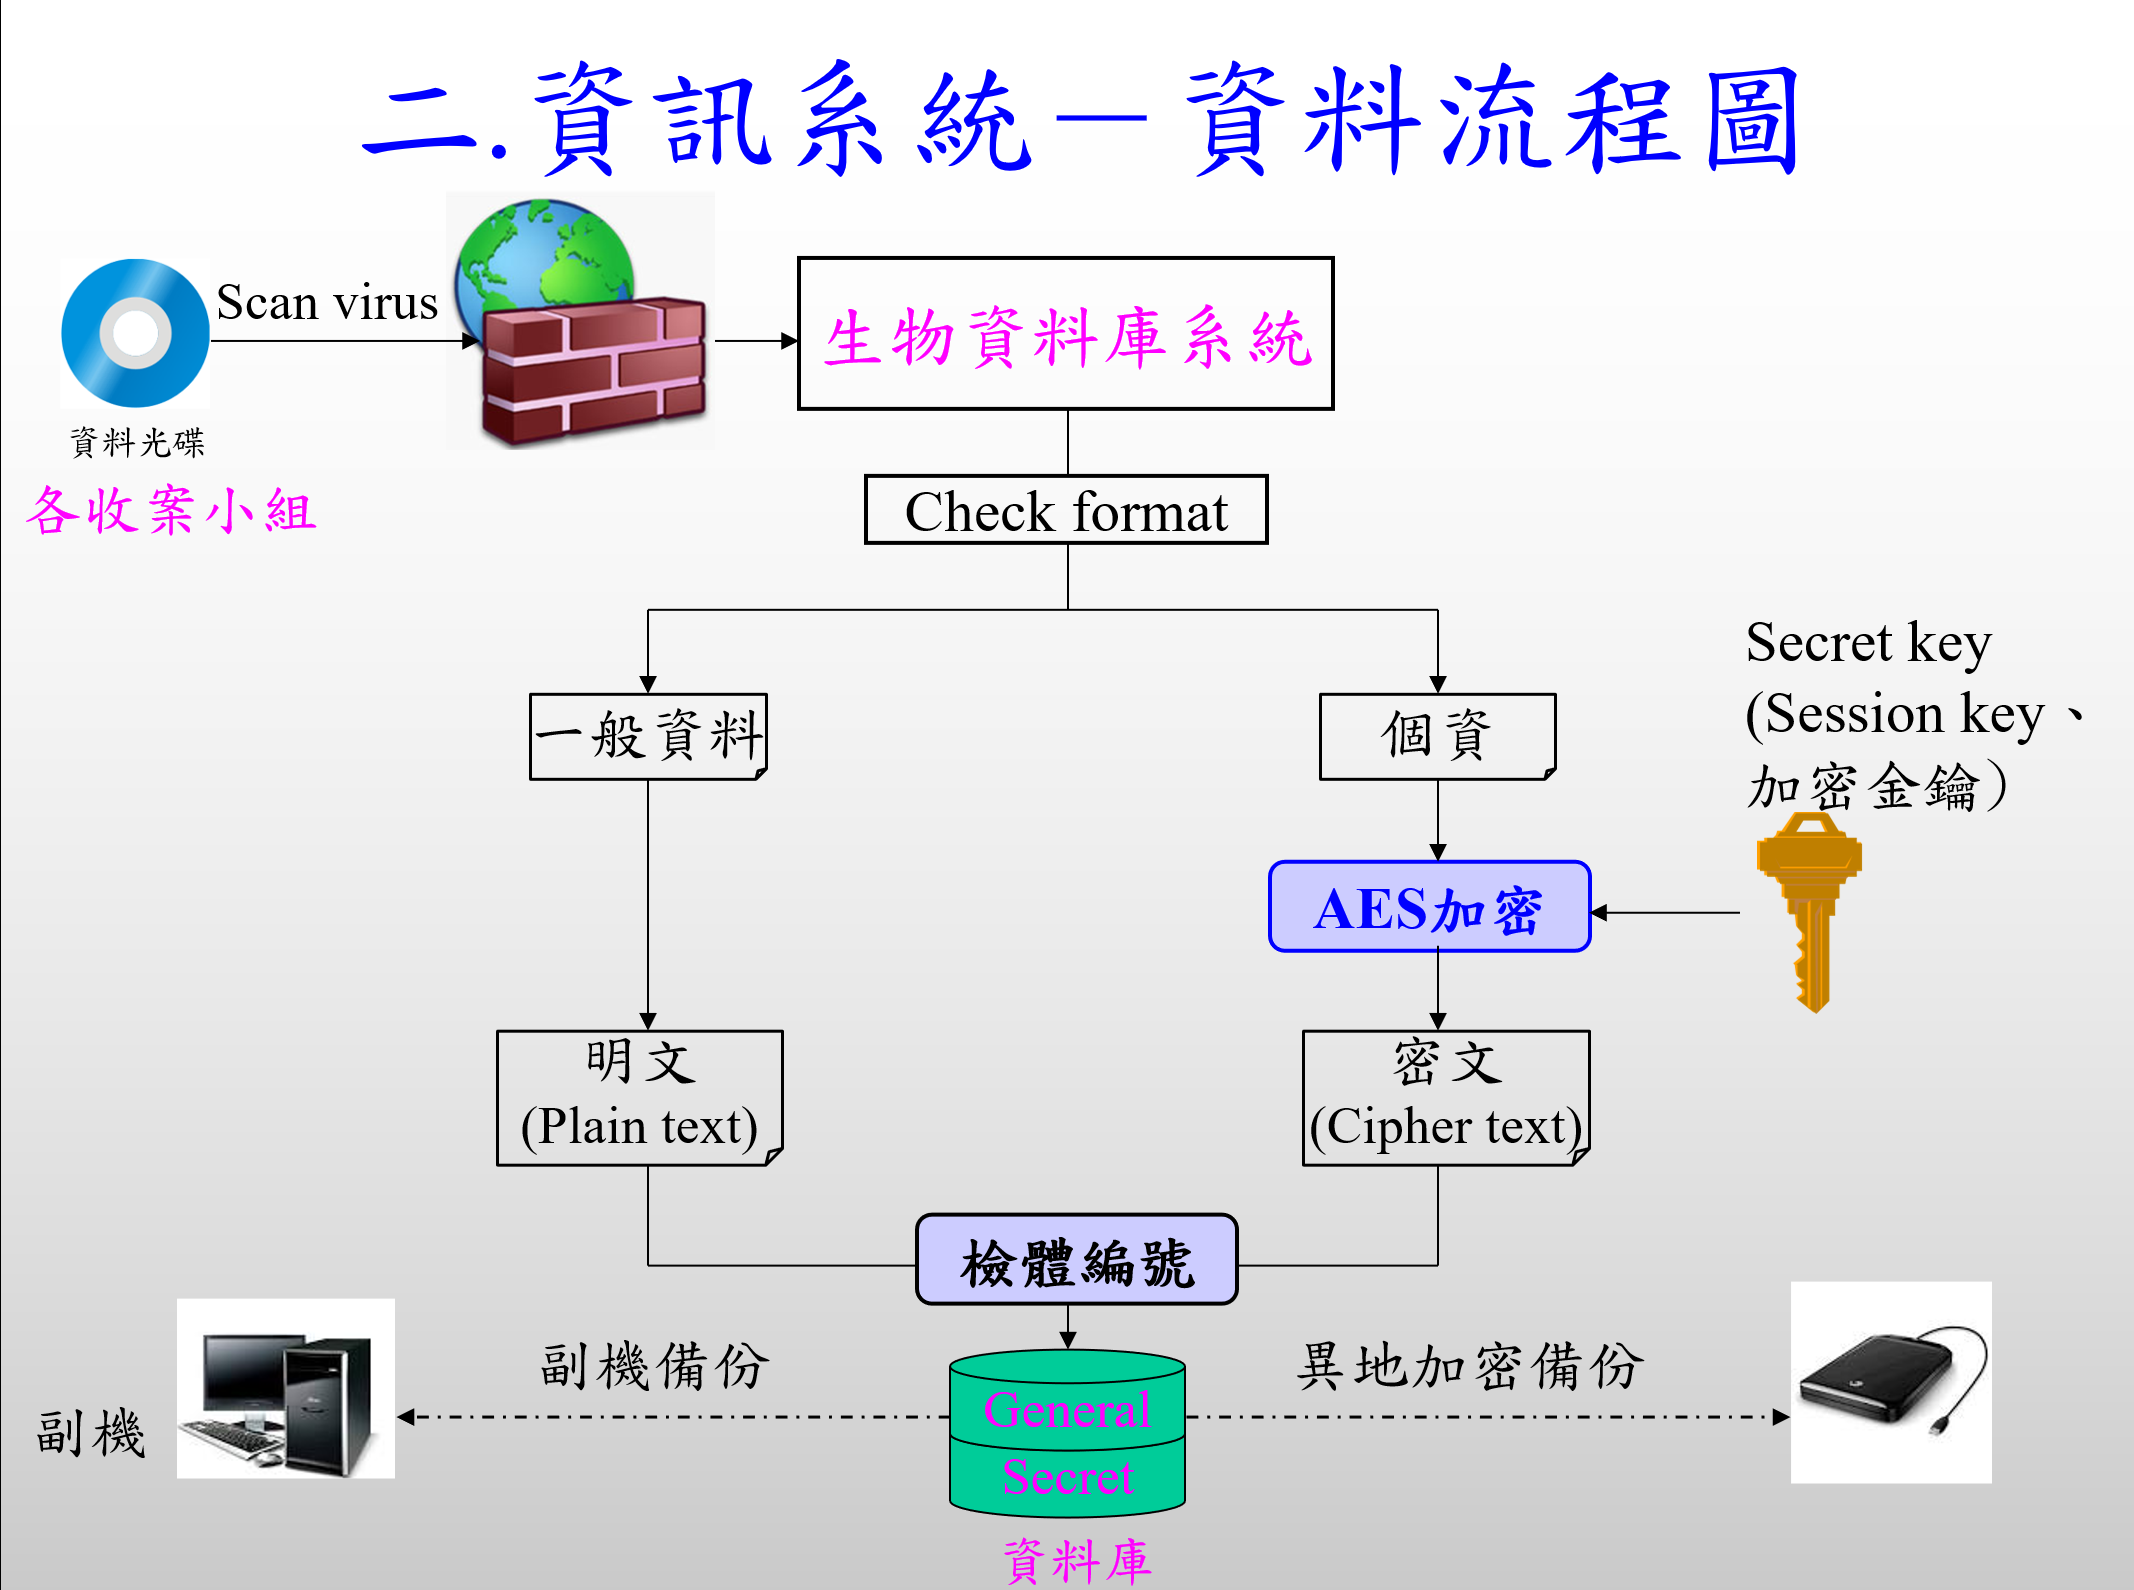 二.資訊系統－資料流程圖
Scan virus
生物資料庫系統
資料光碟
各收案小組
Check format
Secret key
(Session key、
加密金鑰)
一般資料
個資
AES加密
明文
(Plain text)
密文
(Cipher text)
檢體編號
副機備份
異地加密備份
副機
General
Secret
資料庫